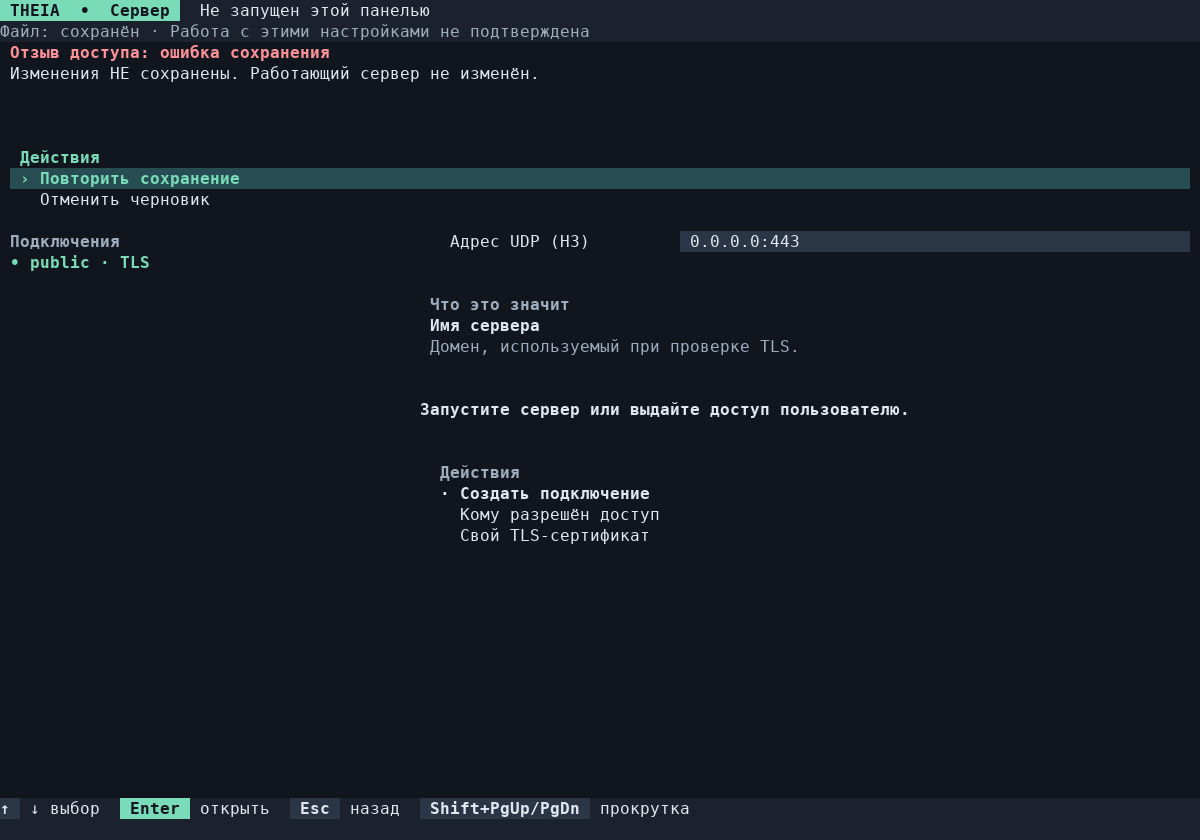 THEIA • Сервер Не запущен этой панелью
Файл: сохранён · Работа с этими настройками не подтверждена
Отзыв доступа: ошибка сохранения
Изменения НЕ сохранены. Работающий сервер не изменён.
Действия
› Повторить сохранение
Отменить черновик
Подключения
• public · TLS
Адрес UDP (H3) 0.0.0.0:443
Что это значит
Имя сервера
Домен, используемый при проверке TLS.
Запустите сервер или выдайте доступ пользователю.
Действия
· Создать подключение
Кому разрешён доступ
Свой TLS-сертификат
↑ ↓ выбор Enter открыть Esc назад Shift+PgUp/PgDn прокрутка